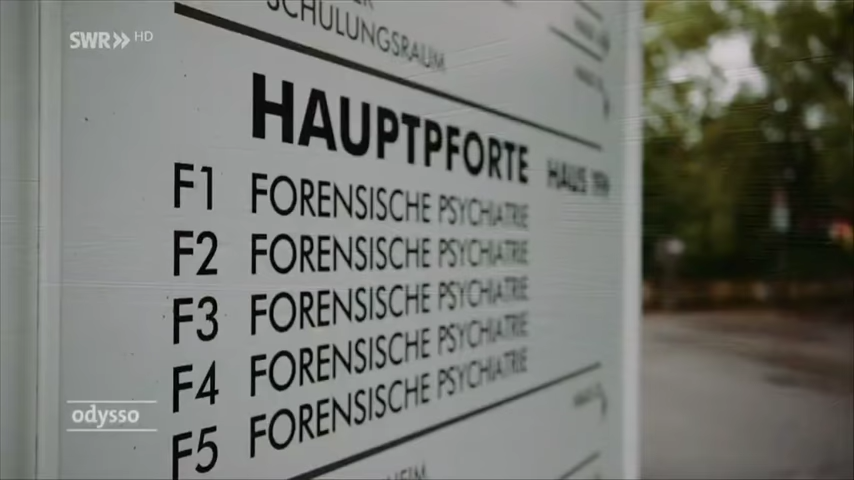 SWR» HD
SCHULUNGSRAUM
HAUPTPFORTE HAUS
F1 FORENSISCHE PSYCHIATRIE
F2 FORENSISCHE PSYCHIATRIE
F3 FORENSISCHE PSYCHIATRIE
F4 FORENSISCHE PSYCHIATRIE
F5 FORENSISCHE PSYCHIATRIE
odysso